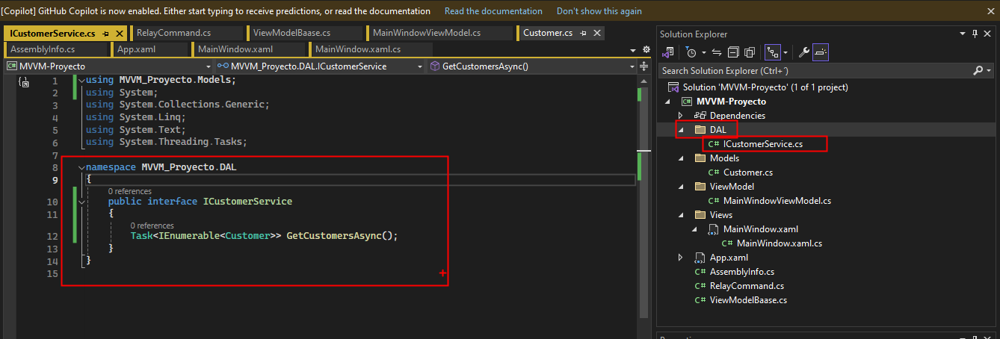 [Copilot] GitHub Copilot is now enabled. Either start typing to receive predictions, or read the documentation Read the documentation Don't show this again
ICustomerService.cs RelayCommand.cs ViewModelBaase.cs MainWindowViewModel.cs Customer.cs
AssemblyInfo.cs App.xaml MainWindow.xaml MainWindow.xaml.cs
MVVM-Proyecto MVVM_Proyecto.DAL.ICustomerService GetCustomersAsync()
1 using MVVM_Proyecto.Models;
2 using System;
3 using System.Collections.Generic;
4 using System.Linq;
5 using System.Text;
6 using System.Threading.Tasks;
7
8 namespace MVVM_Proyecto.DAL
9 {
0 references
10 public interface ICustomerService
11 {
0 references
12 Task<IEnumerable<Customer>> GetCustomersAsync();
13 }
14 }
15
Solution Explorer
Search Solution Explorer (Ctrl+´)
Solution 'MVVM-Proyecto' (1 of 1 project)
C# MVVM-Proyecto
Dependencies
DAL
C# ICustomerService.cs
Models
C# Customer.cs
ViewModel
C# MainWindowViewModel.cs
Views
MainWindow.xaml
C# MainWindow.xaml.cs
App.xaml
C# AssemblyInfo.cs
C# RelayCommand.cs
C# ViewModelBaase.cs